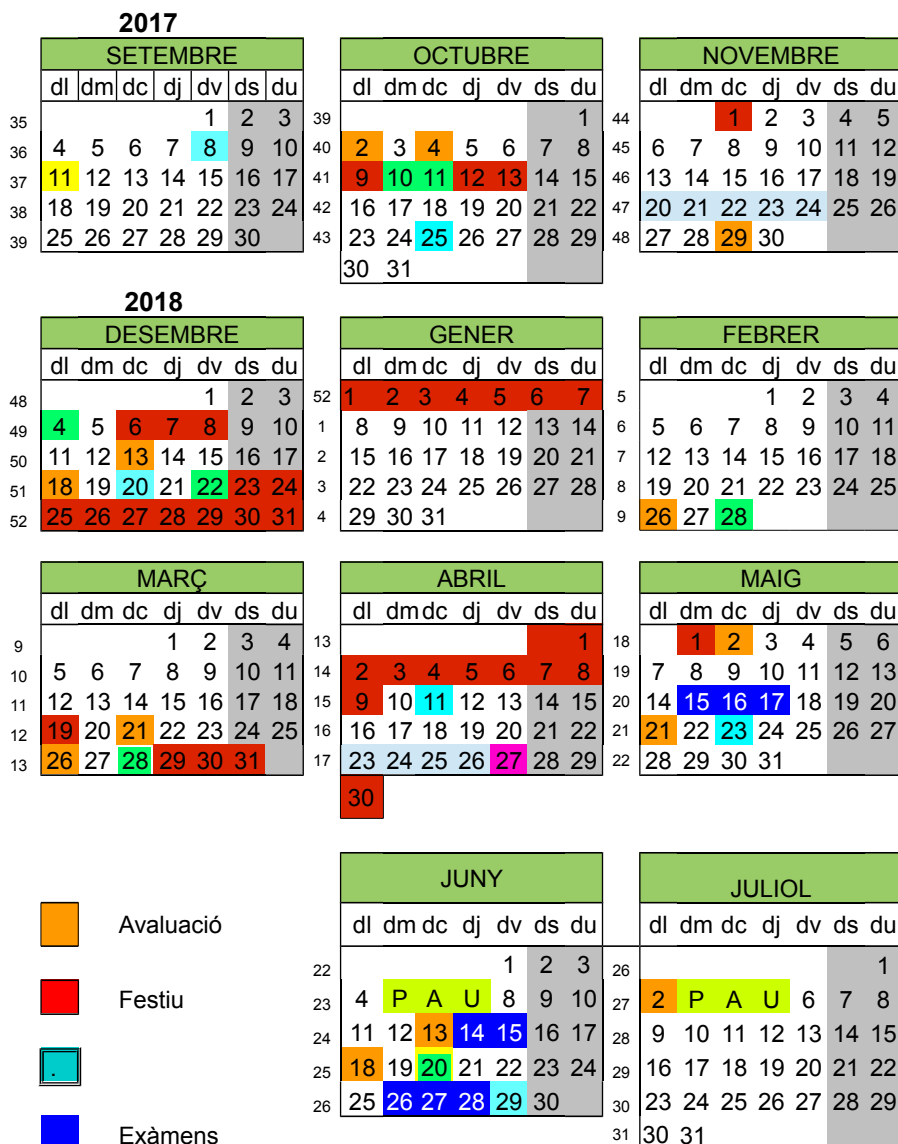 2017
SETEMBRE OCTUBRE NOVEMBRE
dl dm dc dj dv ds du dl dm dc dj dv ds du dl dm dc dj dv ds du
35 1 2 3 39 1 44 1 2 3 4 5
36 4 5 6 7 8 9 10 40 2 3 4 5 6 7 8 45 6 7 8 9 10 11 12
37 11 12 13 14 15 16 17 41 9 10 11 12 13 14 15 46 13 14 15 16 17 18 19
38 18 19 20 21 22 23 24 42 16 17 18 19 20 21 22 47 20 21 22 23 24 25 26
39 25 26 27 28 29 30 43 23 24 25 26 27 28 29 48 27 28 29 30
30 31
2018
DESEMBRE GENER FEBRER
dl dm dc dj dv ds du dl dm dc dj dv ds du dl dm dc dj dv ds du
48 1 2 3 52 1 2 3 4 5 6 7 5 1 2 3 4
49 4 5 6 7 8 9 10 1 8 9 10 11 12 13 14 6 5 6 7 8 9 10 11
50 11 12 13 14 15 16 17 2 15 16 17 18 19 20 21 7 12 13 14 15 16 17 18
51 18 19 20 21 22 23 24 3 22 23 24 25 26 27 28 8 19 20 21 22 23 24 25
52 25 26 27 28 29 30 31 4 29 30 31 9 26 27 28
MARÇ ABRIL MAIG
dl dm dc dj dv ds du dl dm dc dj dv ds du dl dm dc dj dv ds du
9 1 2 3 4 13 1 18 1 2 3 4 5 6
10 5 6 7 8 9 10 11 14 2 3 4 5 6 7 8 19 7 8 9 10 11 12 13
11 12 13 14 15 16 17 18 15 9 10 11 12 13 14 15 20 14 15 16 17 18 19 20
12 19 20 21 22 23 24 25 16 16 17 18 19 20 21 22 21 21 22 23 24 25 26 27
13 26 27 28 29 30 31 17 23 24 25 26 27 28 29 22 28 29 30 31
30
JUNY JULIOL
dl dm dc dj dv ds du dl dm dc dj dv ds du
22 1 2 3 26 1
23 4 P A U 8 9 10 27 2 P A U 6 7 8
24 11 12 13 14 15 16 17 28 9 10 11 12 13 14 15
25 18 19 20 21 22 23 24 29 16 17 18 19 20 21 22
26 25 26 27 28 29 30 30 23 24 25 26 27 28 29
31 30 31
Avaluació
Festiu
.
Exàmens